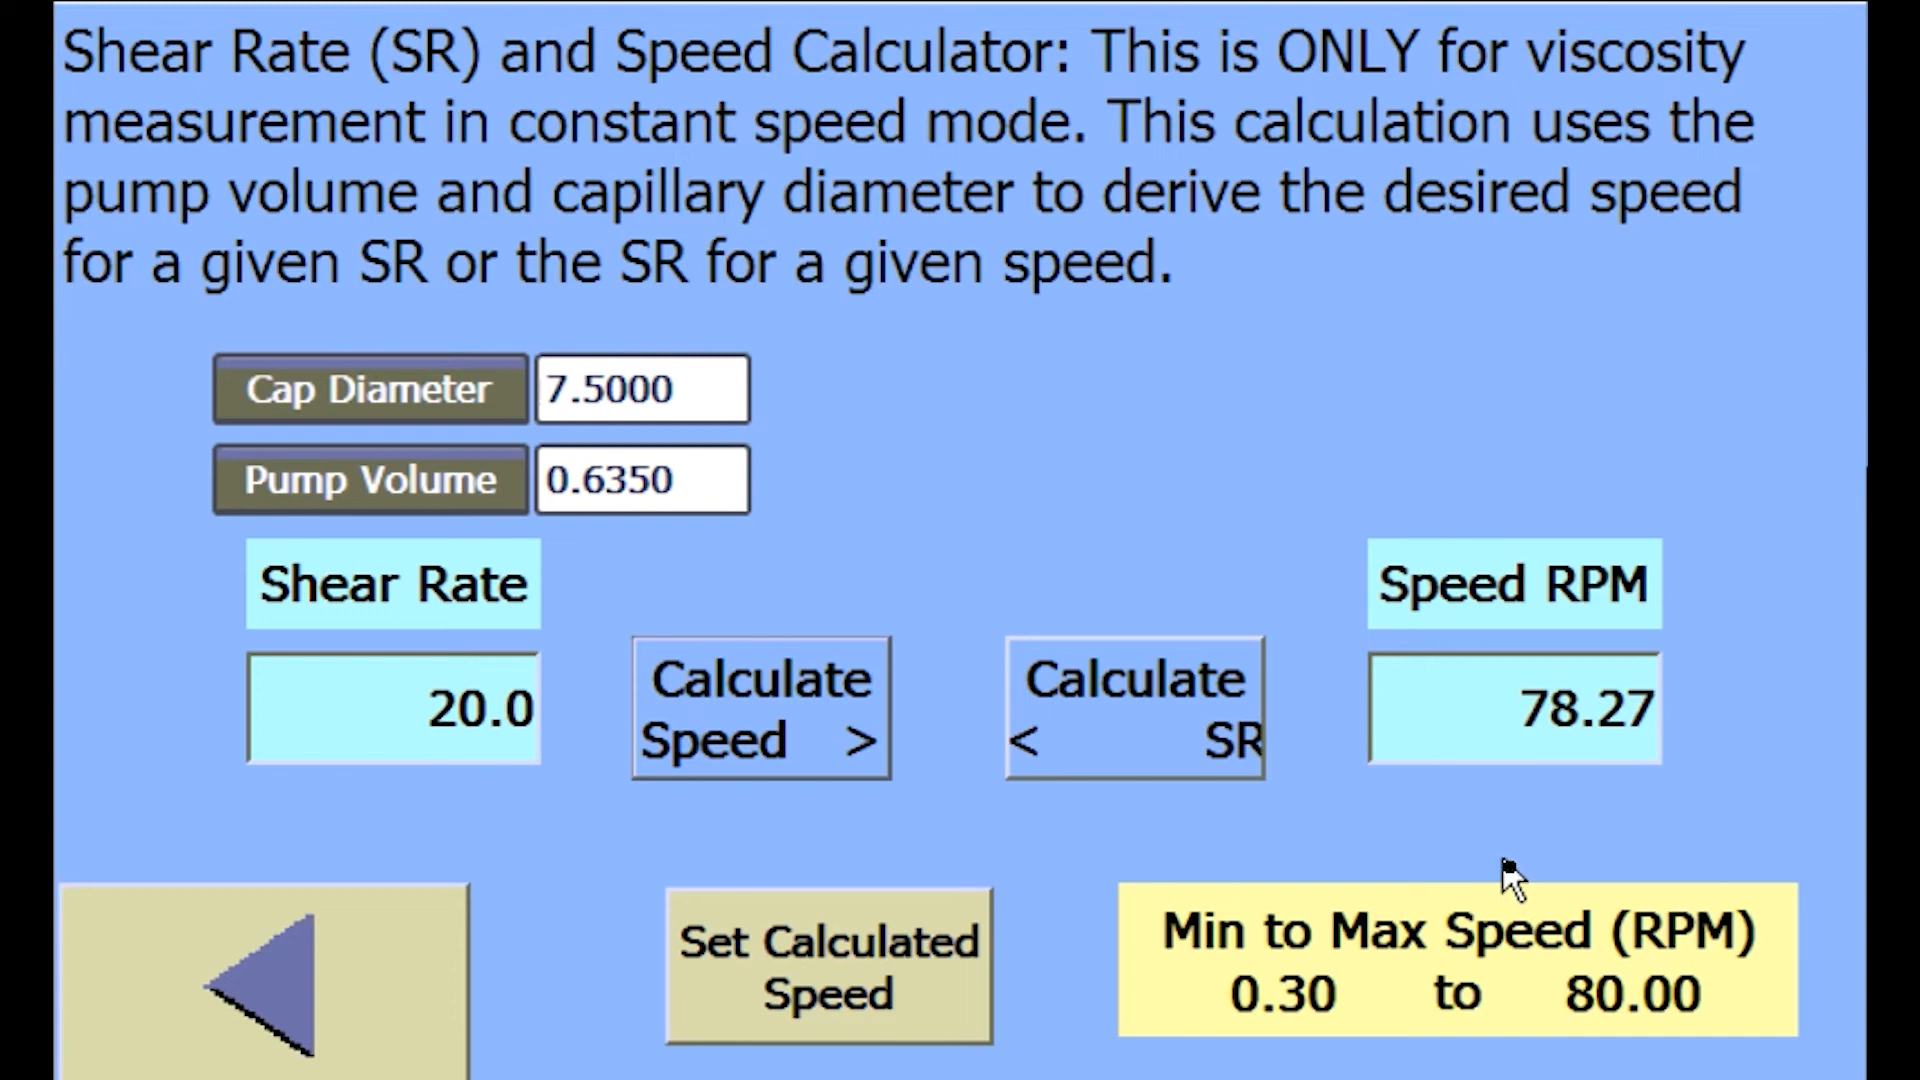 Shear Rate (SR) and Speed Calculator: This is ONLY for viscosity
measurement in constant speed mode. This calculation uses the
pump volume and capillary diameter to derive the desired speed
for a given SR or the SR for a given speed.
Cap Diameter 7.5000
Pump Volume 0.6350
Shear Rate
20.0
Calculate
Speed >
Calculate
< SR
Speed RPM
78.27
Set Calculated
Speed
Min to Max Speed (RPM)
0.30 to 80.00